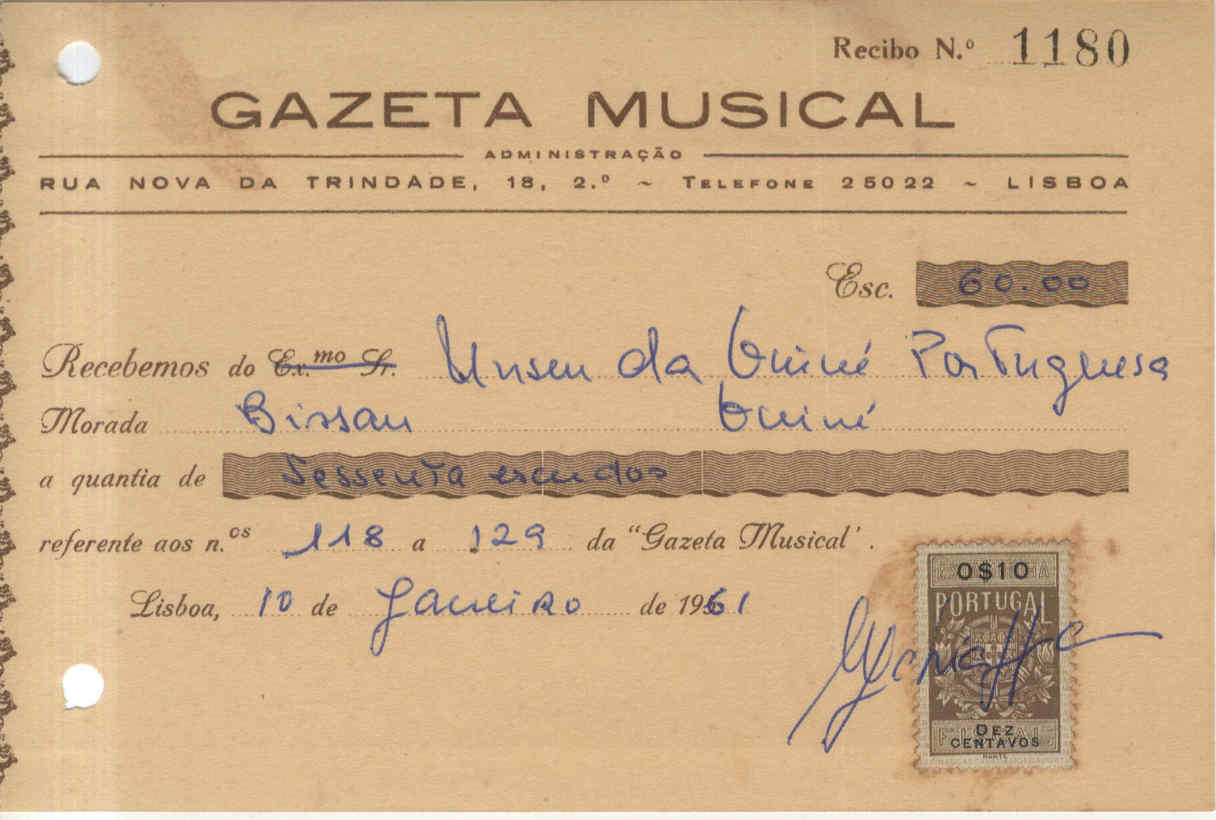 Recibo N.º 1180
GAZETA MUSICAL
ADMINISTRAÇÃO
RUA NOVA DA TRINDADE, 18, 2.º ~ TELEFONE 25022 ~ LISBOA
Esc. 60.00
Recebemos do Ex.mo Sr. Museu da Guiné Portuguesa
Morada Bissau Guiné
a quantia de Sessenta escudos
referente aos n.os 118 a 129 da "Gazeta Musical'.
Lisboa, 10 de Janeiro de 1961
0$10
PORTUGAL
DEZ
CENTAVOS